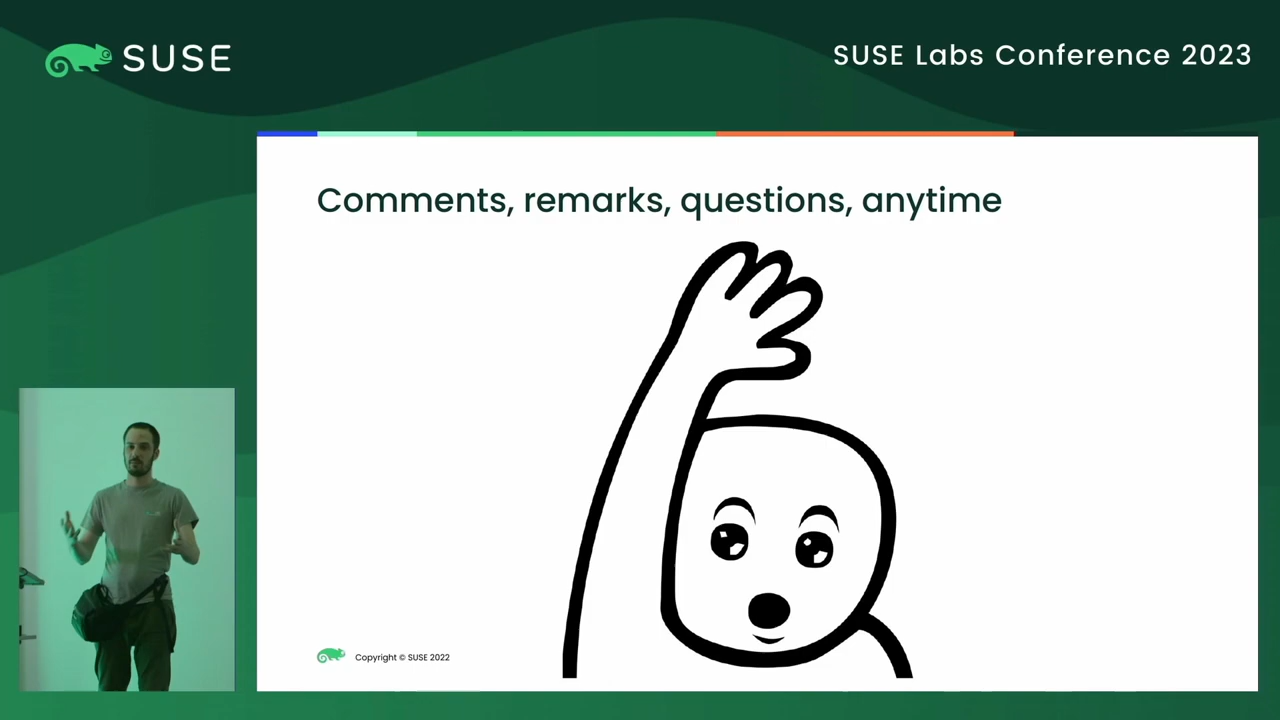 SUSE
SUSE Labs Conference 2023
Comments, remarks, questions, anytime
Copyright © SUSE 2022